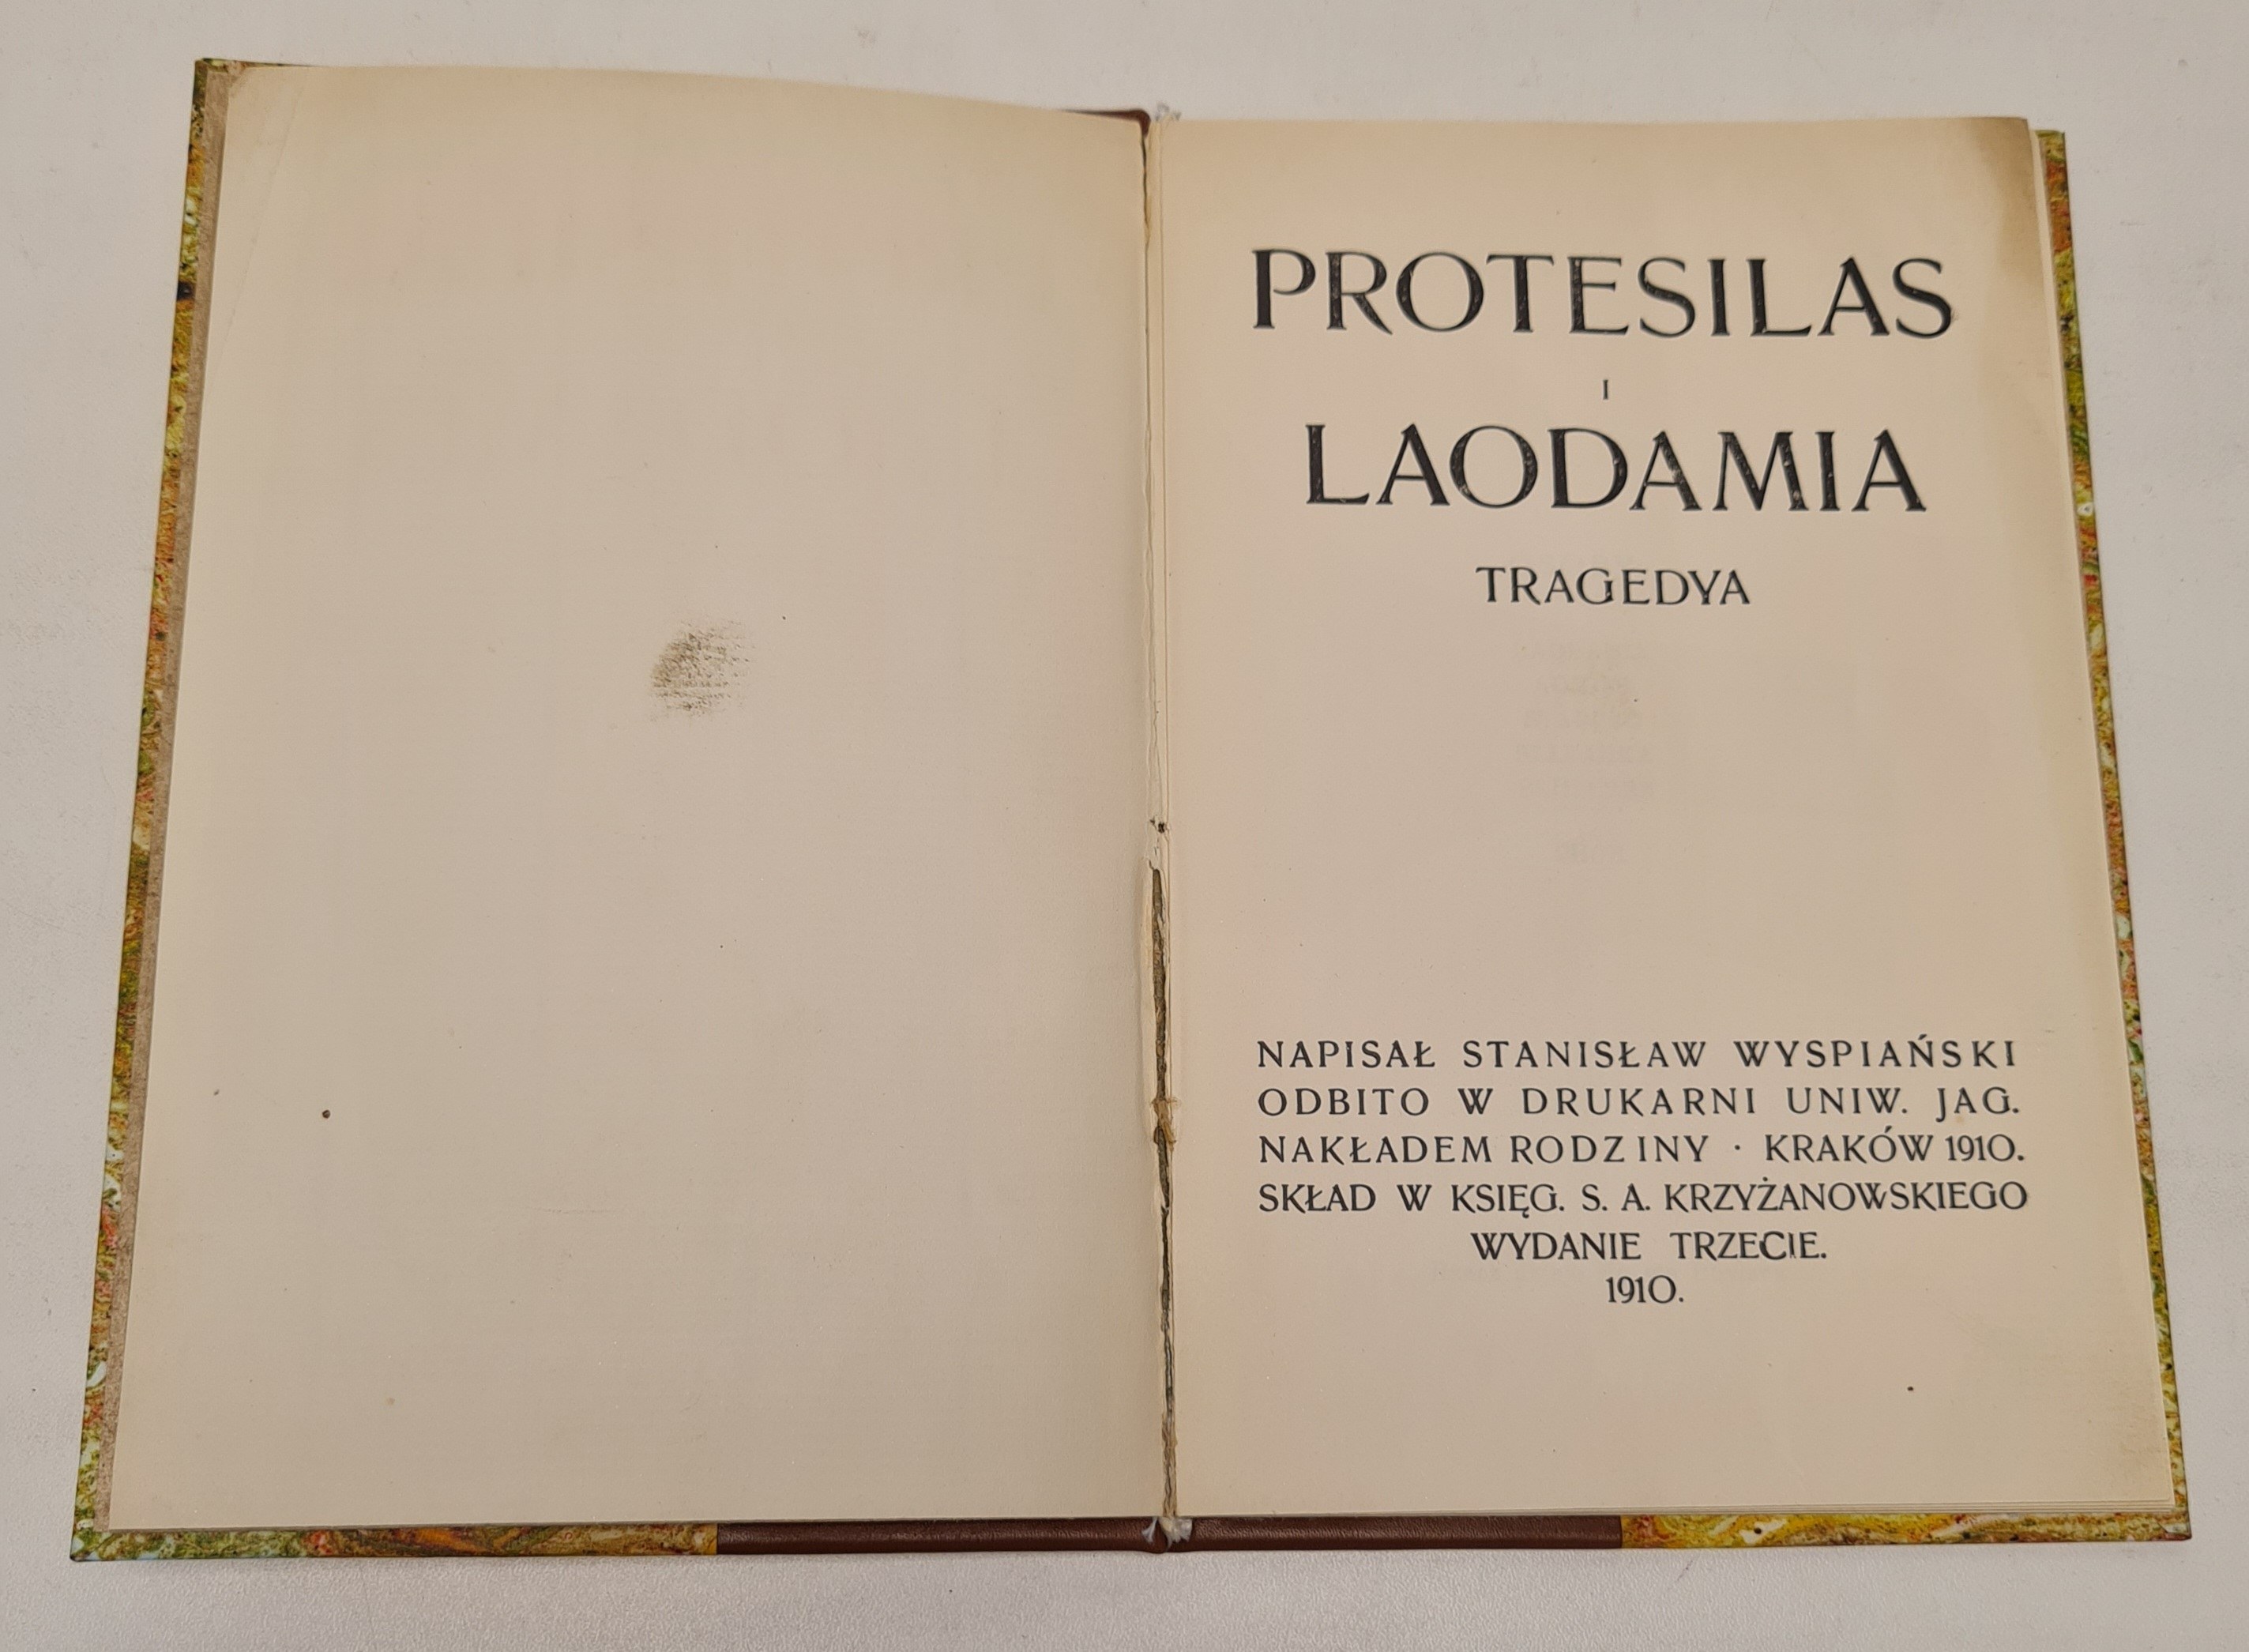 PROTESILAS
I
LAODAMIA
TRAGEDYA
NAPISAŁ STANISŁAW WYSPIAŃSKI
ODBITO W DRUKARNI UNIW. JAG.
NAKŁADEM RODZINY · KRAKÓW 1910.
SKŁAD W KSIĘG. S. A. KRZYŻANOWSKIEGO
WYDANIE TRZECIE.
1910.